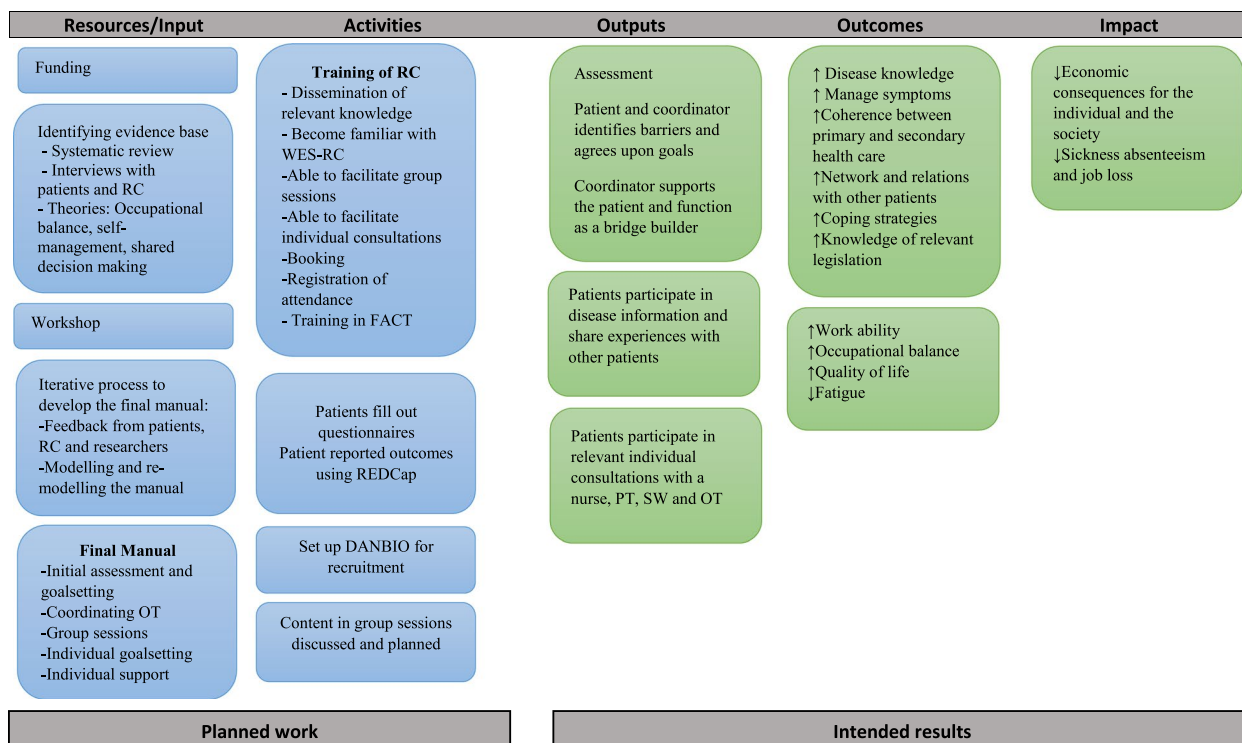 Resources/Input
Activities
Outputs
Outcomes
Impact
Funding
Identifying evidence base
- Systematic review
- Interviews with
patients and RC
- Theories: Occupational
balance, self-
management, shared
decision making
Workshop
Iterative process to
develop the final manual:
-Feedback from patients,
RC and researchers
-Modelling and re-
modelling the manual
Final Manual
-Initial assessment and
goalsetting
-Coordinating OT
-Group sessions
-Individual goalsetting
-Individual support
Training of RC
- Dissemination of
relevant knowledge
- Become familiar with
WES-RC
-Able to facilitate group
sessions
-Able to facilitate
individual consultations
-Booking
-Registration of
attendance
- Training in FACT
Patients fill out
questionnaires
Patient reported outcomes
using REDCap
Set up DANBIO for
recruitment
Content in group sessions
discussed and planned
Assessment
Patient and coordinator
identifies barriers and
agrees upon goals
Coordinator supports
the patient and function
as a bridge builder
Patients participate in
disease information and
share experiences with
other patients
Patients participate in
relevant individual
consultations with a
nurse, PT, SW and OT
↑ Disease knowledge
↑ Manage symptoms
↑Coherence between
primary and secondary
health care
↑Network and relations
with other patients
↑Coping strategies
↑Knowledge of relevant
legislation
↑Work ability
↑Occupational balance
↑Quality of life
↓Fatigue
↓Economic
consequences for the
individual and the
society
↓Sickness absenteeism
and job loss
Planned work
Intended results